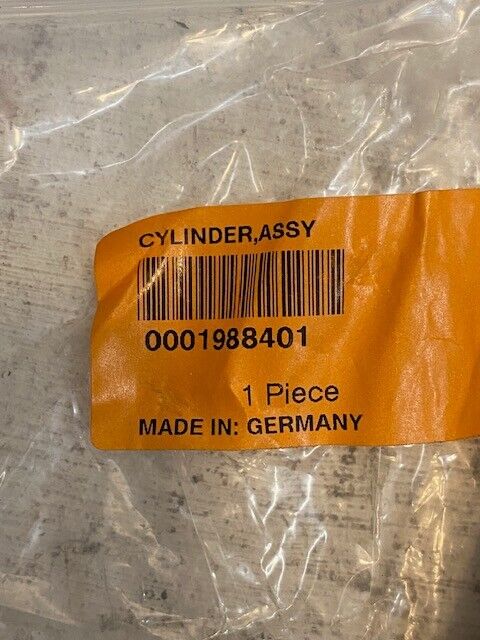 CYLINDER,ASSY
0001988401
1 Piece
MADE IN: GERMANY